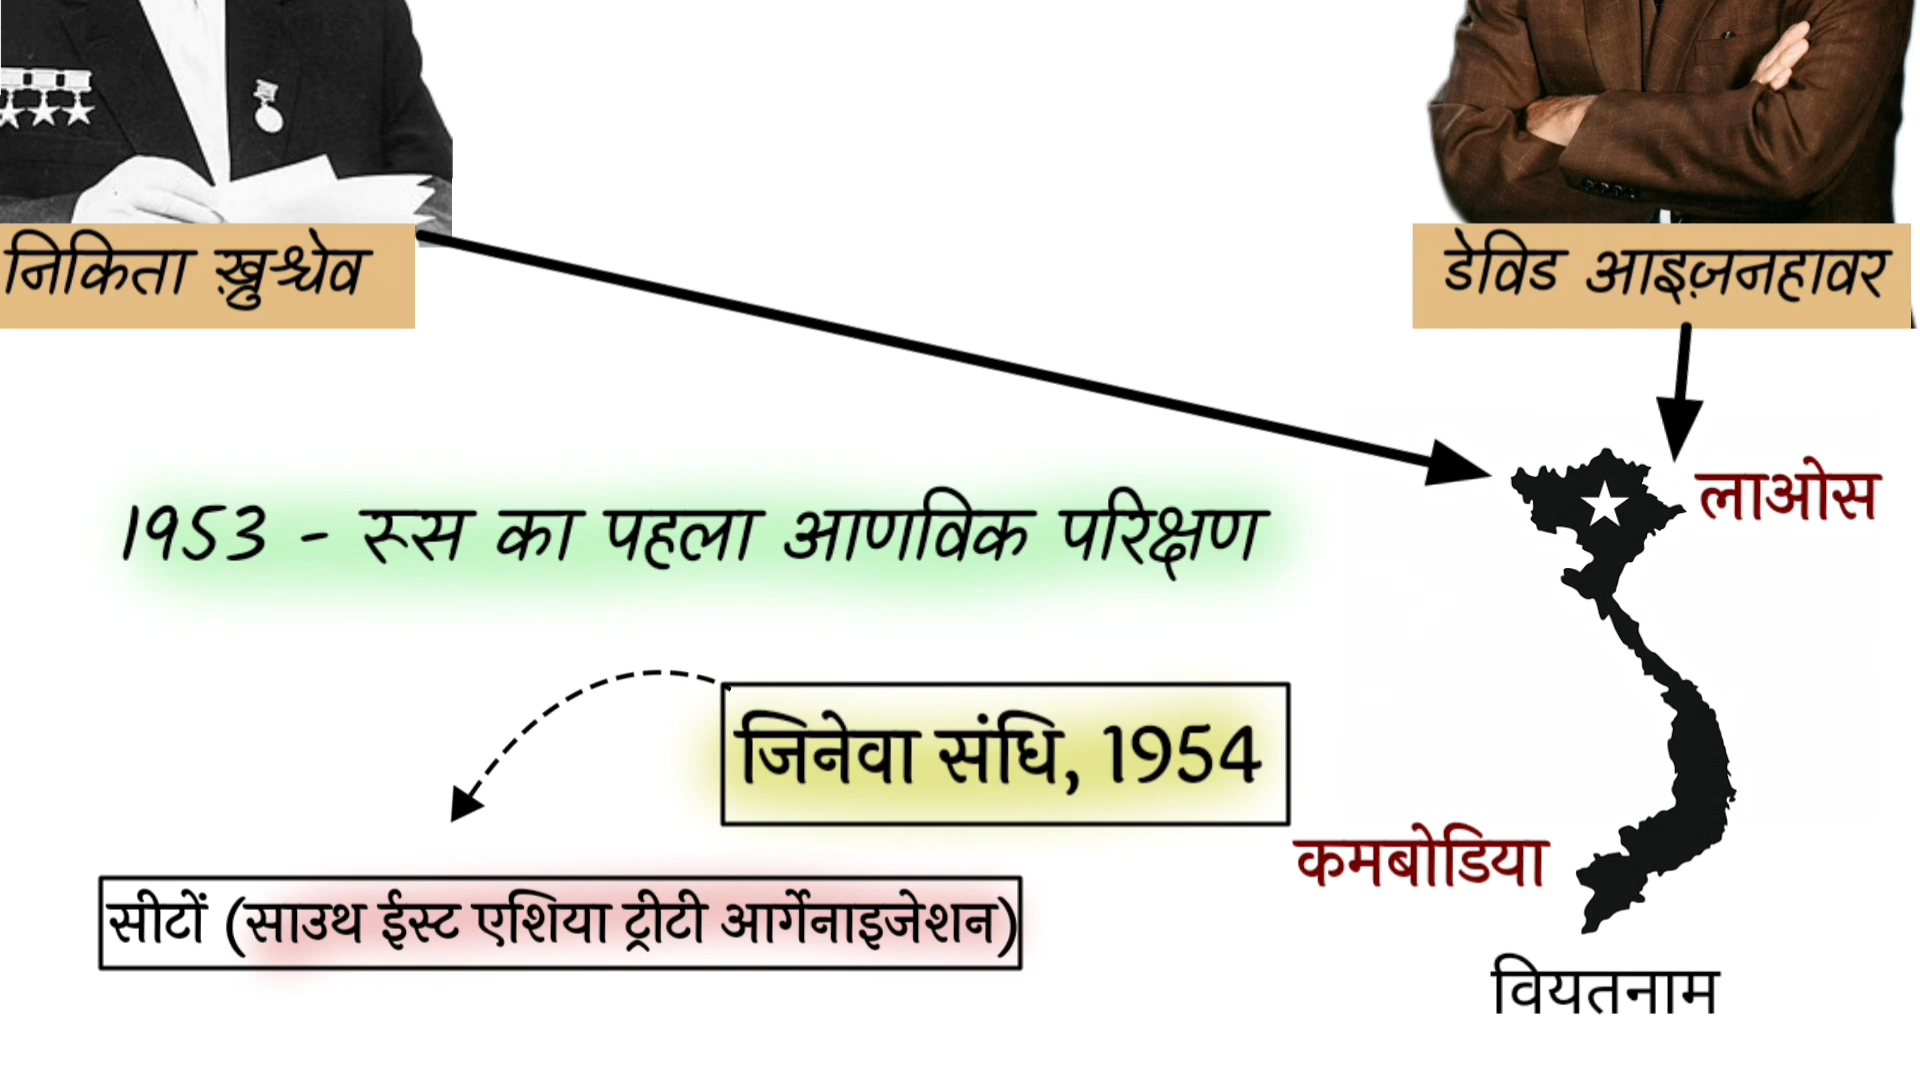 निकिता ख़ुश्चेव
डेविड आइज़नहावर
लाओस
1953 - रूस का पहला आणविक परिक्षण
जिनेवा संधि, 1954
कमबोडिया
सीटों (साउथ ईस्ट एशिया ट्रीटी आर्गेनाइजेशन)
वियतनाम